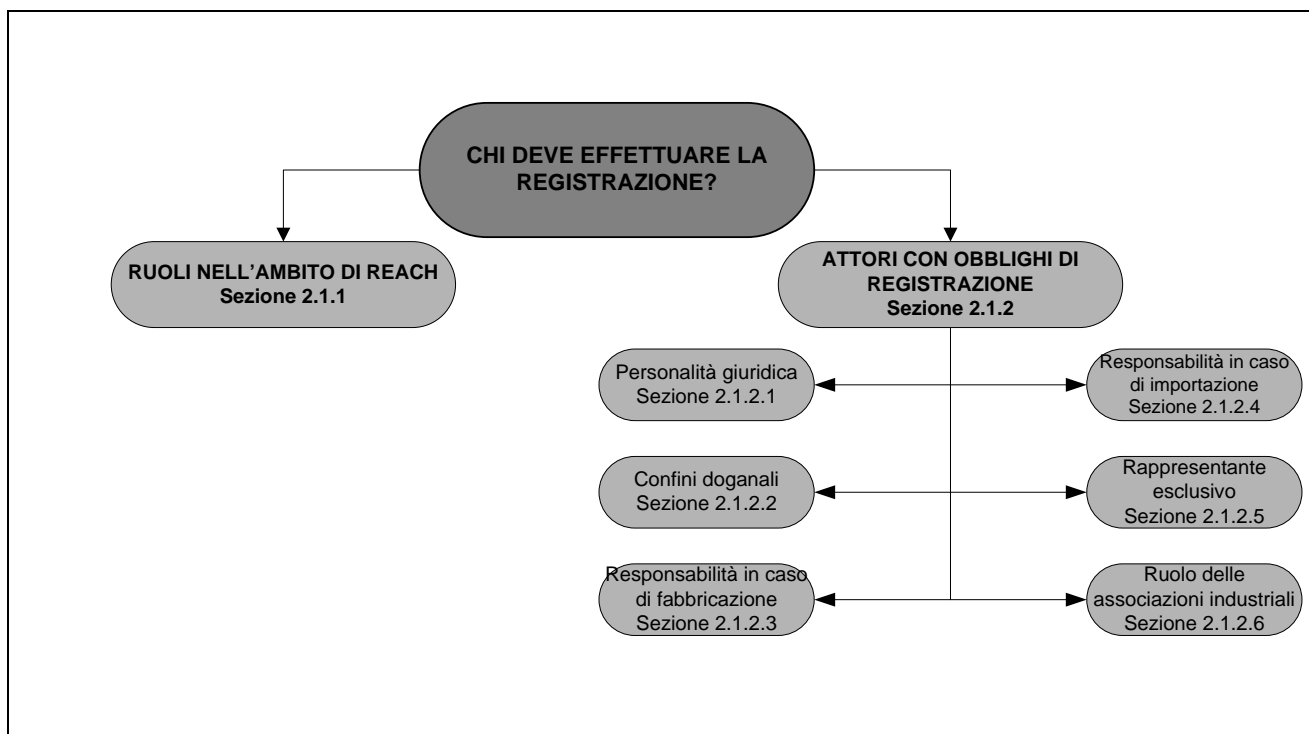 CHI DEVE EFFETTUARE LA
REGISTRAZIONE?
RUOLI NELL’AMBITO DI REACH
Sezione 2.1.1
ATTORI CON OBBLIGHI DI
REGISTRAZIONE
Sezione 2.1.2
Personalità giuridica
Sezione 2.1.2.1
Responsabilità in caso
di importazione
Sezione 2.1.2.4
Confini doganali
Sezione 2.1.2.2
Rappresentante
esclusivo
Sezione 2.1.2.5
Responsabilità in caso
di fabbricazione
Sezione 2.1.2.3
Ruolo delle
associazioni industriali
Sezione 2.1.2.6